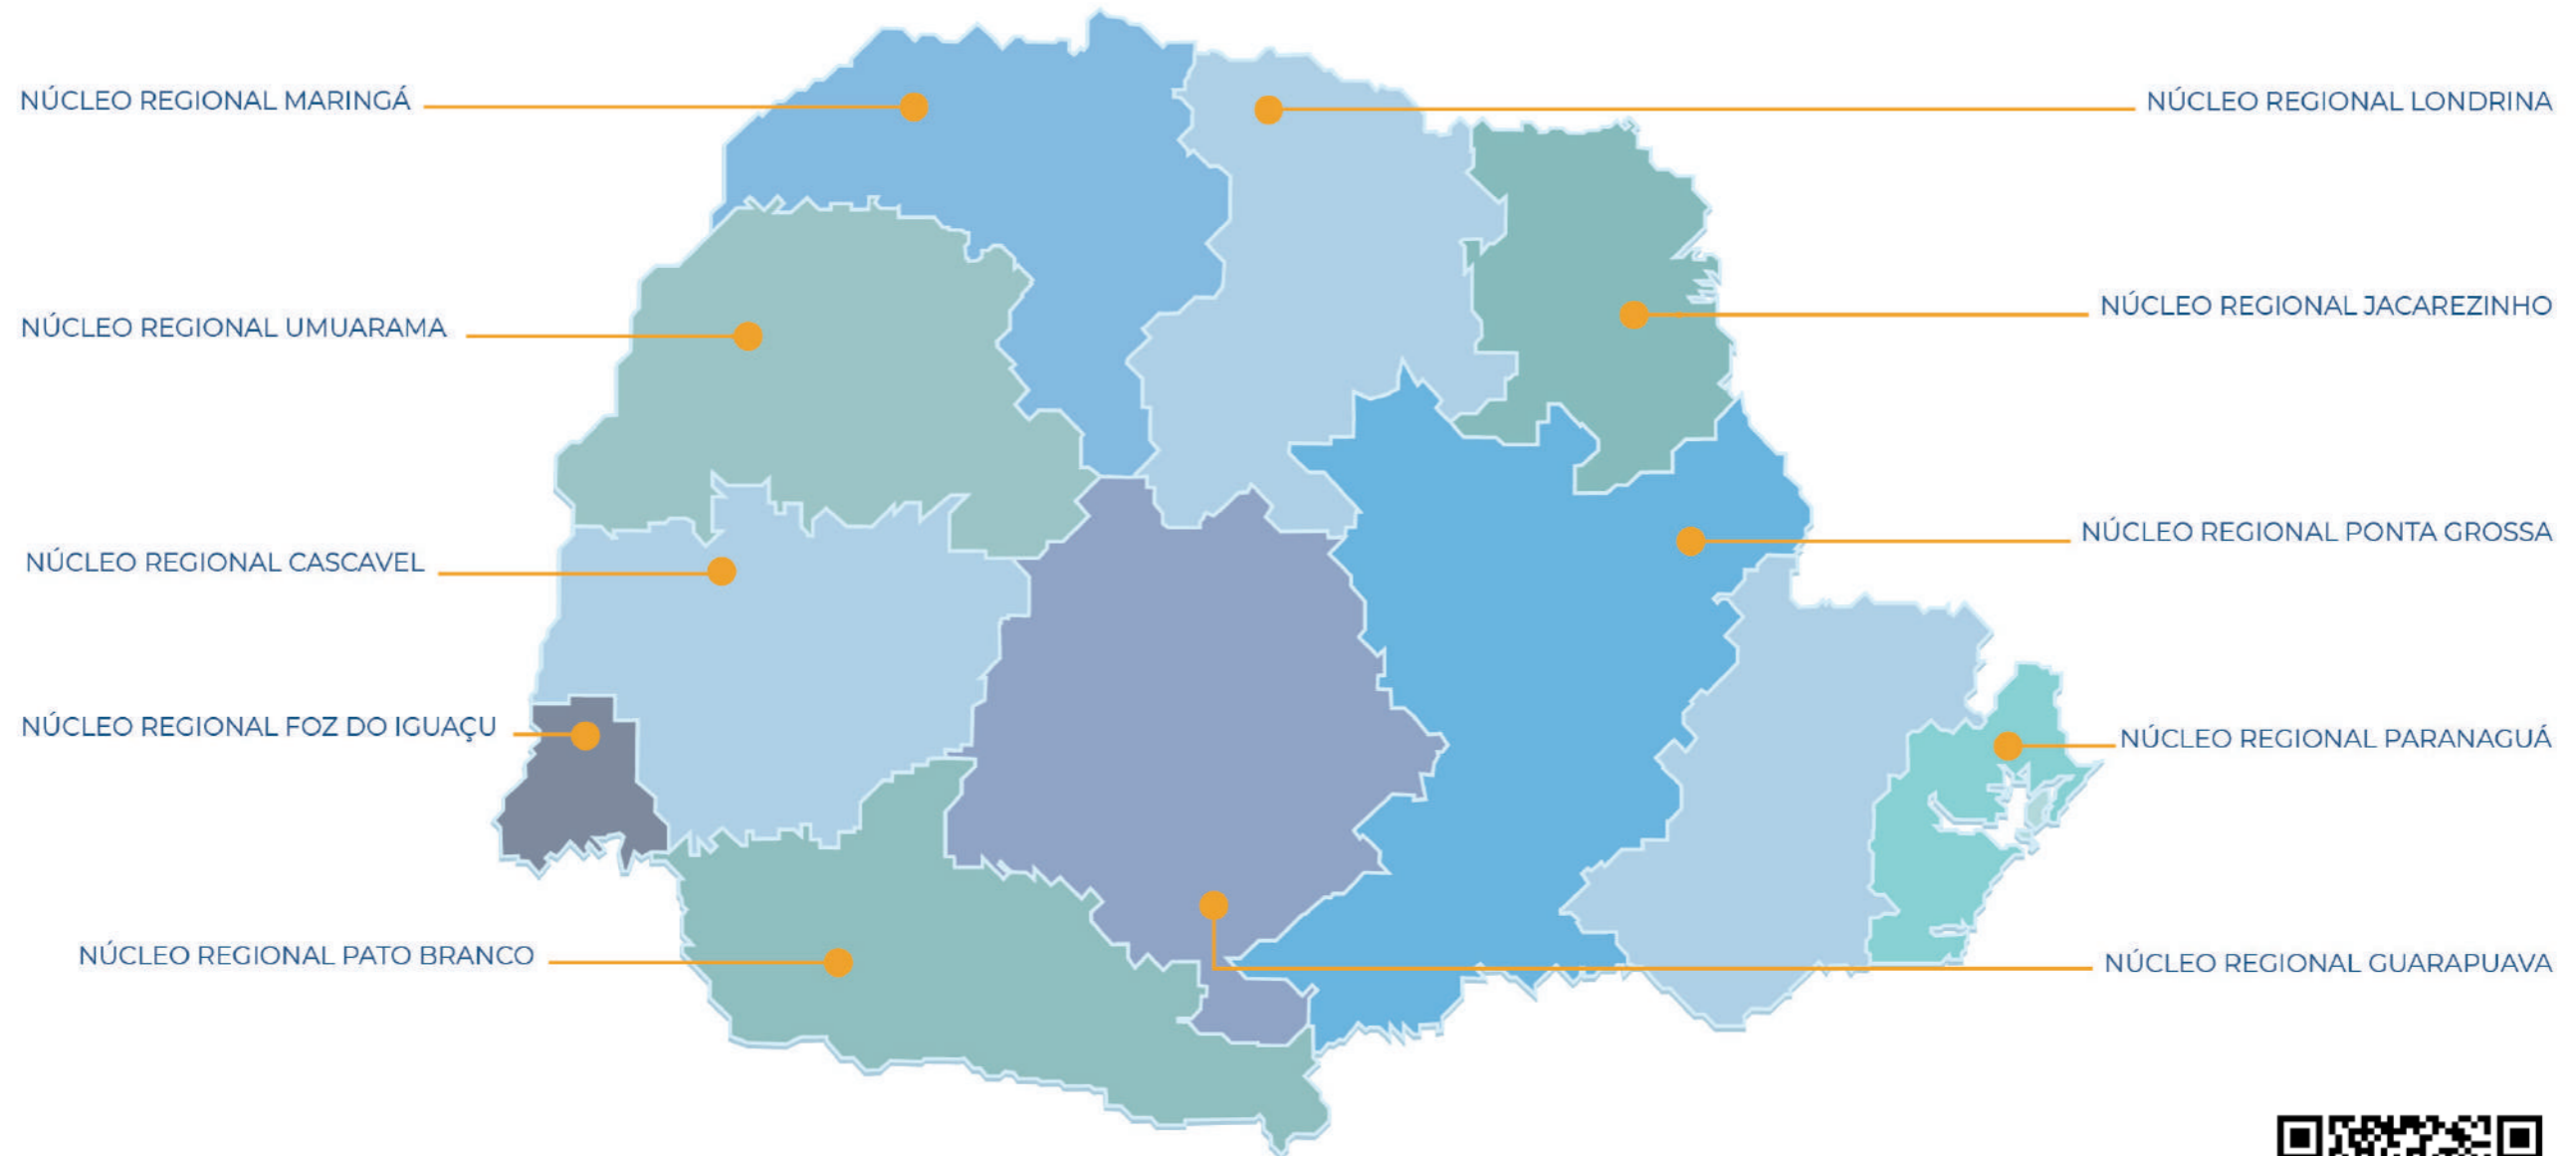 NÚCLEO REGIONAL MARINGÁ
NÚCLEO REGIONAL LONDRINA
NÚCLEO REGIONAL UMUARAMA
NÚCLEO REGIONAL JACAREZINHO
NÚCLEO REGIONAL CASCAVEL
NÚCLEO REGIONAL PONTA GROSSA
NÚCLEO REGIONAL FOZ DO IGUAÇU
NÚCLEO REGIONAL PARANAGUÁ
NÚCLEO REGIONAL PATO BRANCO
NÚCLEO REGIONAL GUARAPUAVA